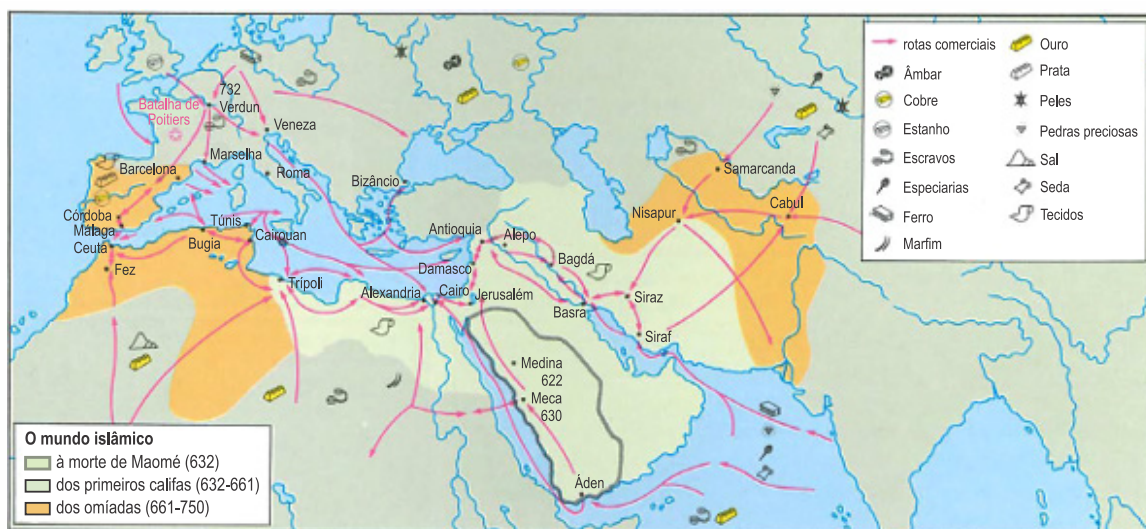 732
Verdun
Batalha de
Poitiers
Veneza
Marselha
Barcelona
Roma
Bizâncio
Córdoba
Málaga
Ceuta
Túnis
Cairouan
Bugia
Fez
Trípoli
Antioquia
Alepo
Damasco
Bagdá
Alexandria
Cairo
Jerusalém
Basra
Siraz
Siraf
Nisapur
Samarcanda
Cabul
Medina
622
Meca
630
Áden
rotas comerciais
Âmbar
Cobre
Estanho
Escravos
Especiarias
Ferro
Marfim
Ouro
Prata
Peles
Pedras preciosas
Sal
Seda
Tecidos
O mundo islâmico
à morte de Maomé (632)
dos primeiros califas (632-661)
dos omíadas (661-750)